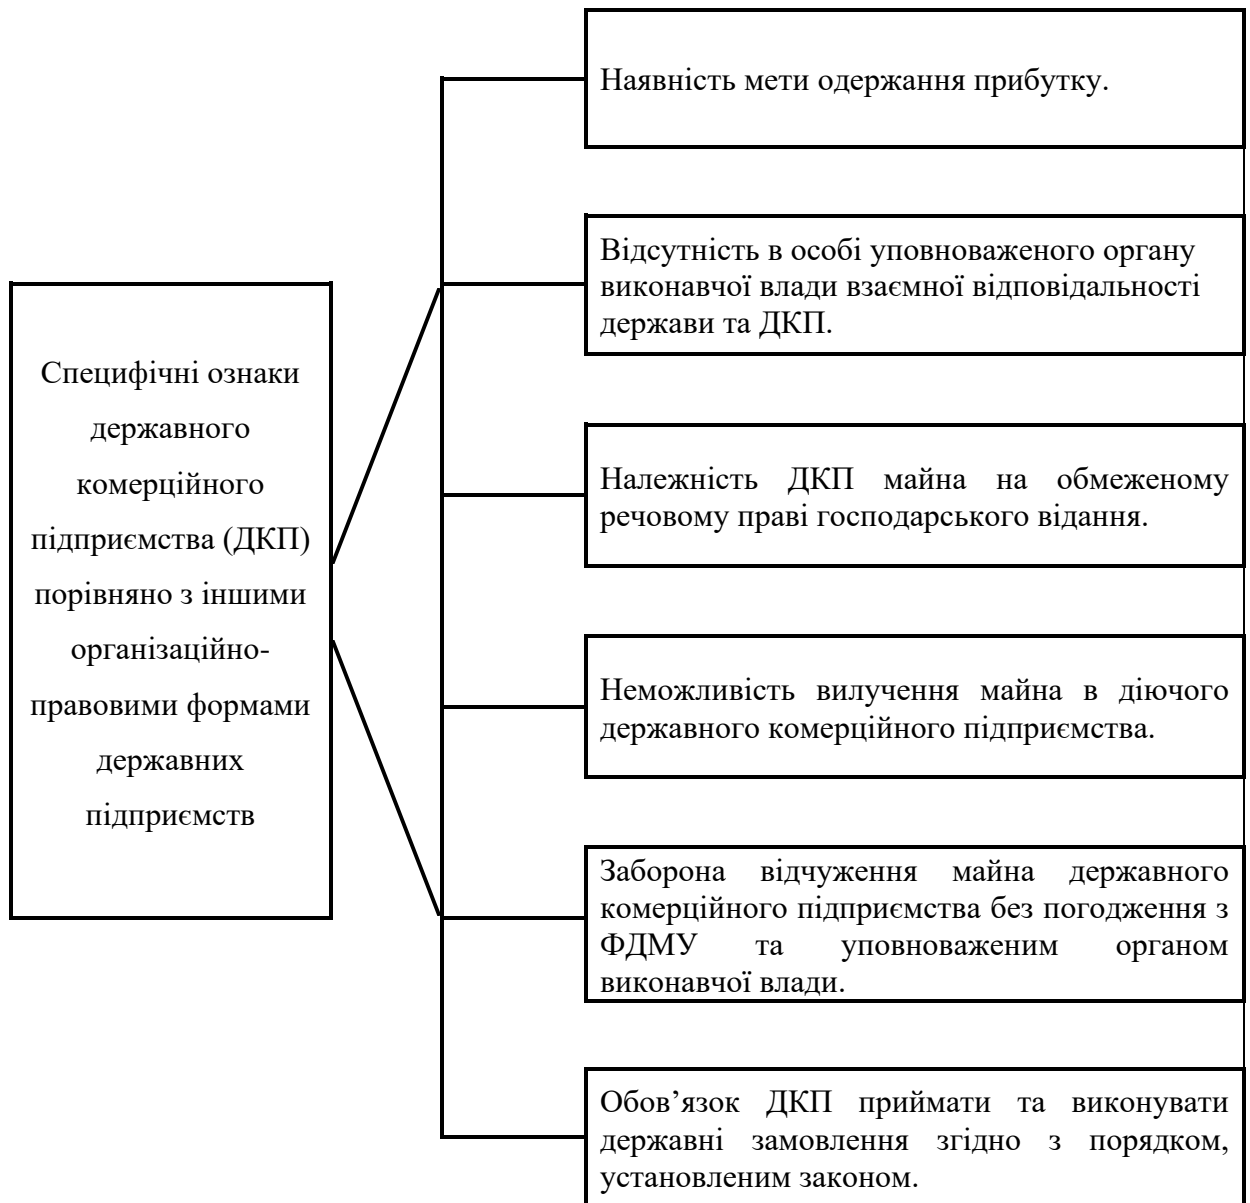 Наявність мети одержання прибутку.
Відсутність в особі уповноваженого органу
виконавчої влади взаємної відповідальності
держави та ДКП.
Специфічні ознаки
державного
комерційного
підприємства (ДКП)
порівняно з іншими
організаційно-
правовими формами
державних
підприємств
Належність ДКП майна на обмеженому
речовому праві господарського відання.
Неможливість вилучення майна в діючого
державного комерційного підприємства.
Заборона відчуження майна державного
комерційного підприємства без погодження з
ФДМУ та уповноваженим органом
виконавчої влади.
Обов’язок ДКП приймати та виконувати
державні замовлення згідно з порядком,
установленим законом.